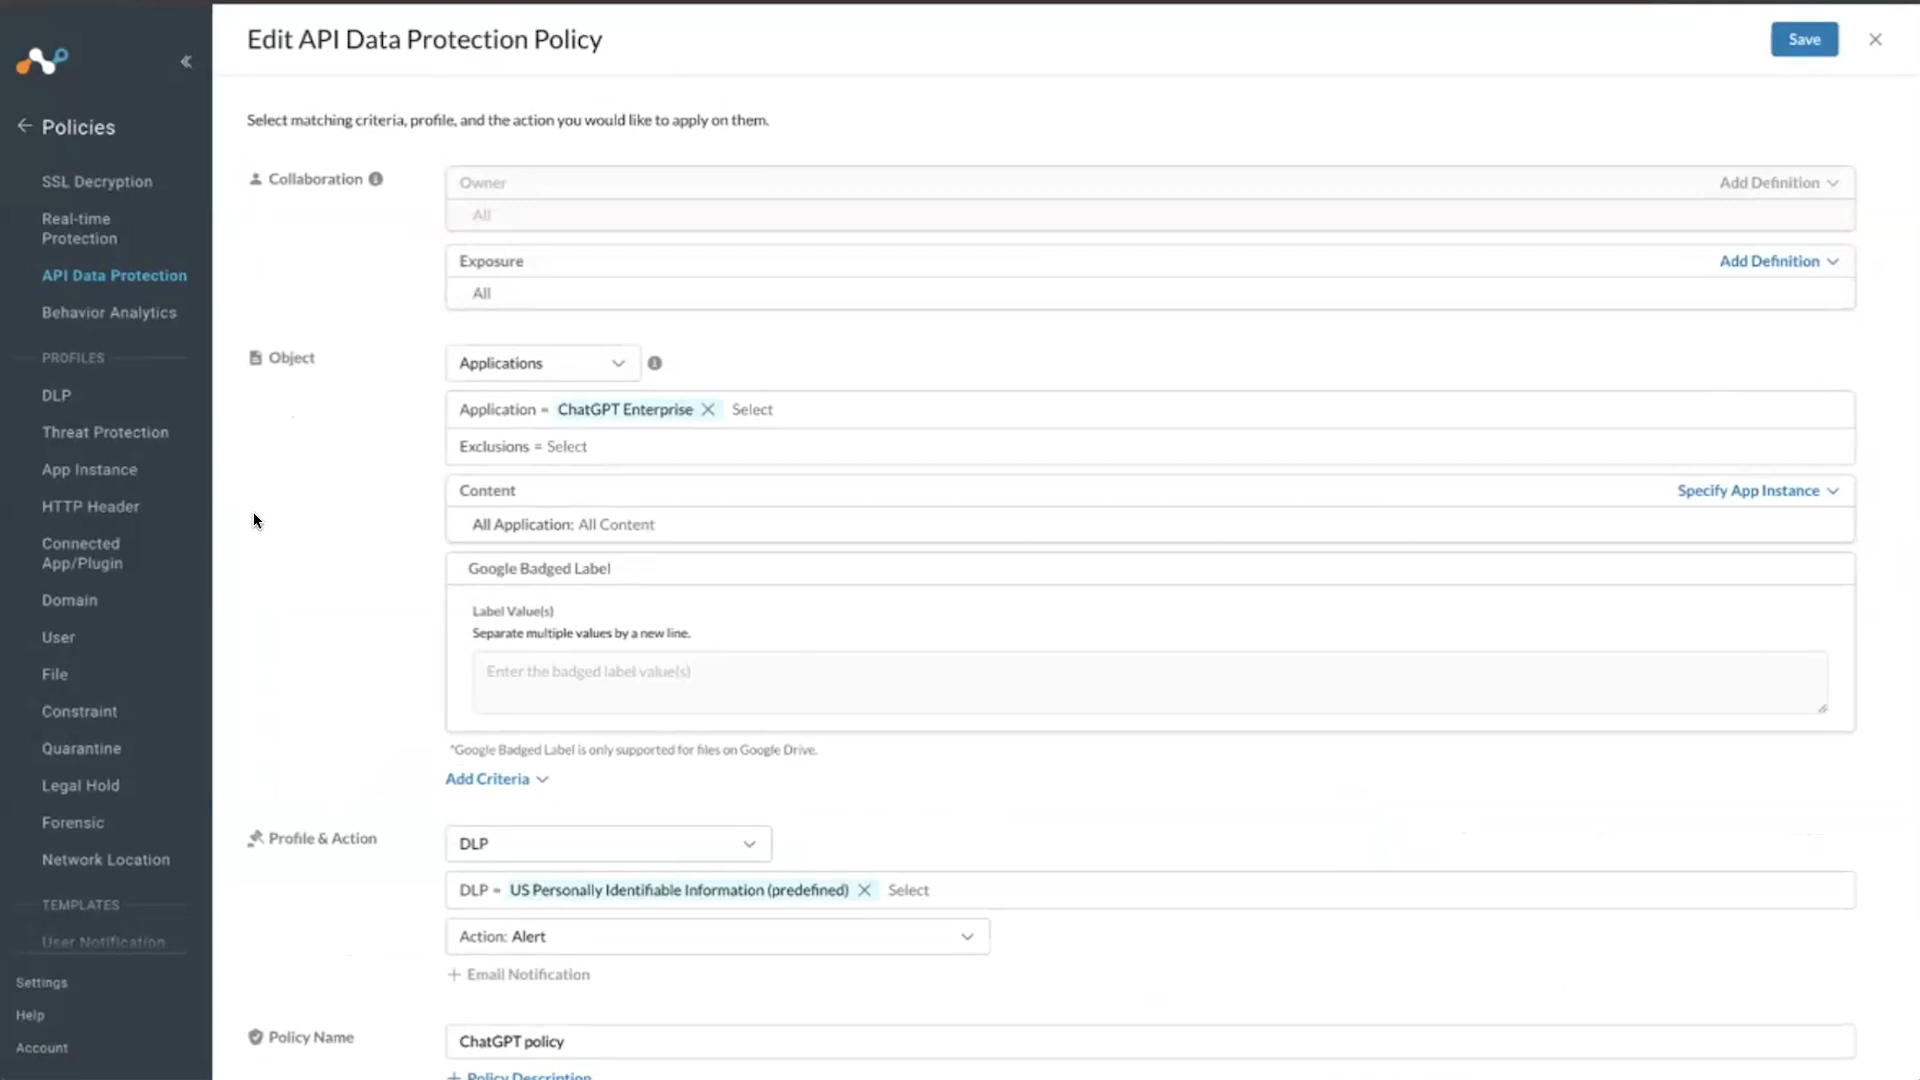 Edit API Data Protection Policy
Save
Policies
SSL Decryption
Real-time
Protection
API Data Protection
Behavior Analytics
PROFILES
DLP
Threat Protection
App Instance
HTTP Header
Connected
App/Plugin
Domain
User
File
Constraint
Quarantine
Legal Hold
Forensic
Network Location
TEMPLATES
User Notification
Settings
Help
Account
Select matching criteria, profile, and the action you would like to apply on them.
Collaboration
Owner
Add Definition
All
Exposure
Add Definition
All
Object
Applications
Application = ChatGPT Enterprise Select
Exclusions = Select
Content
Specify App Instance
All Application: All Content
Google Badged Label
Label Value(s)
Separate multiple values by a new line.
Enter the badged label value(s)
*Google Badged Label is only supported for files on Google Drive.
Add Criteria
Profile & Action
DLP
DLP = US Personally Identifiable Information (predefined) Select
Action: Alert
+ Email Notification
Policy Name
ChatGPT policy
+ Policy Description